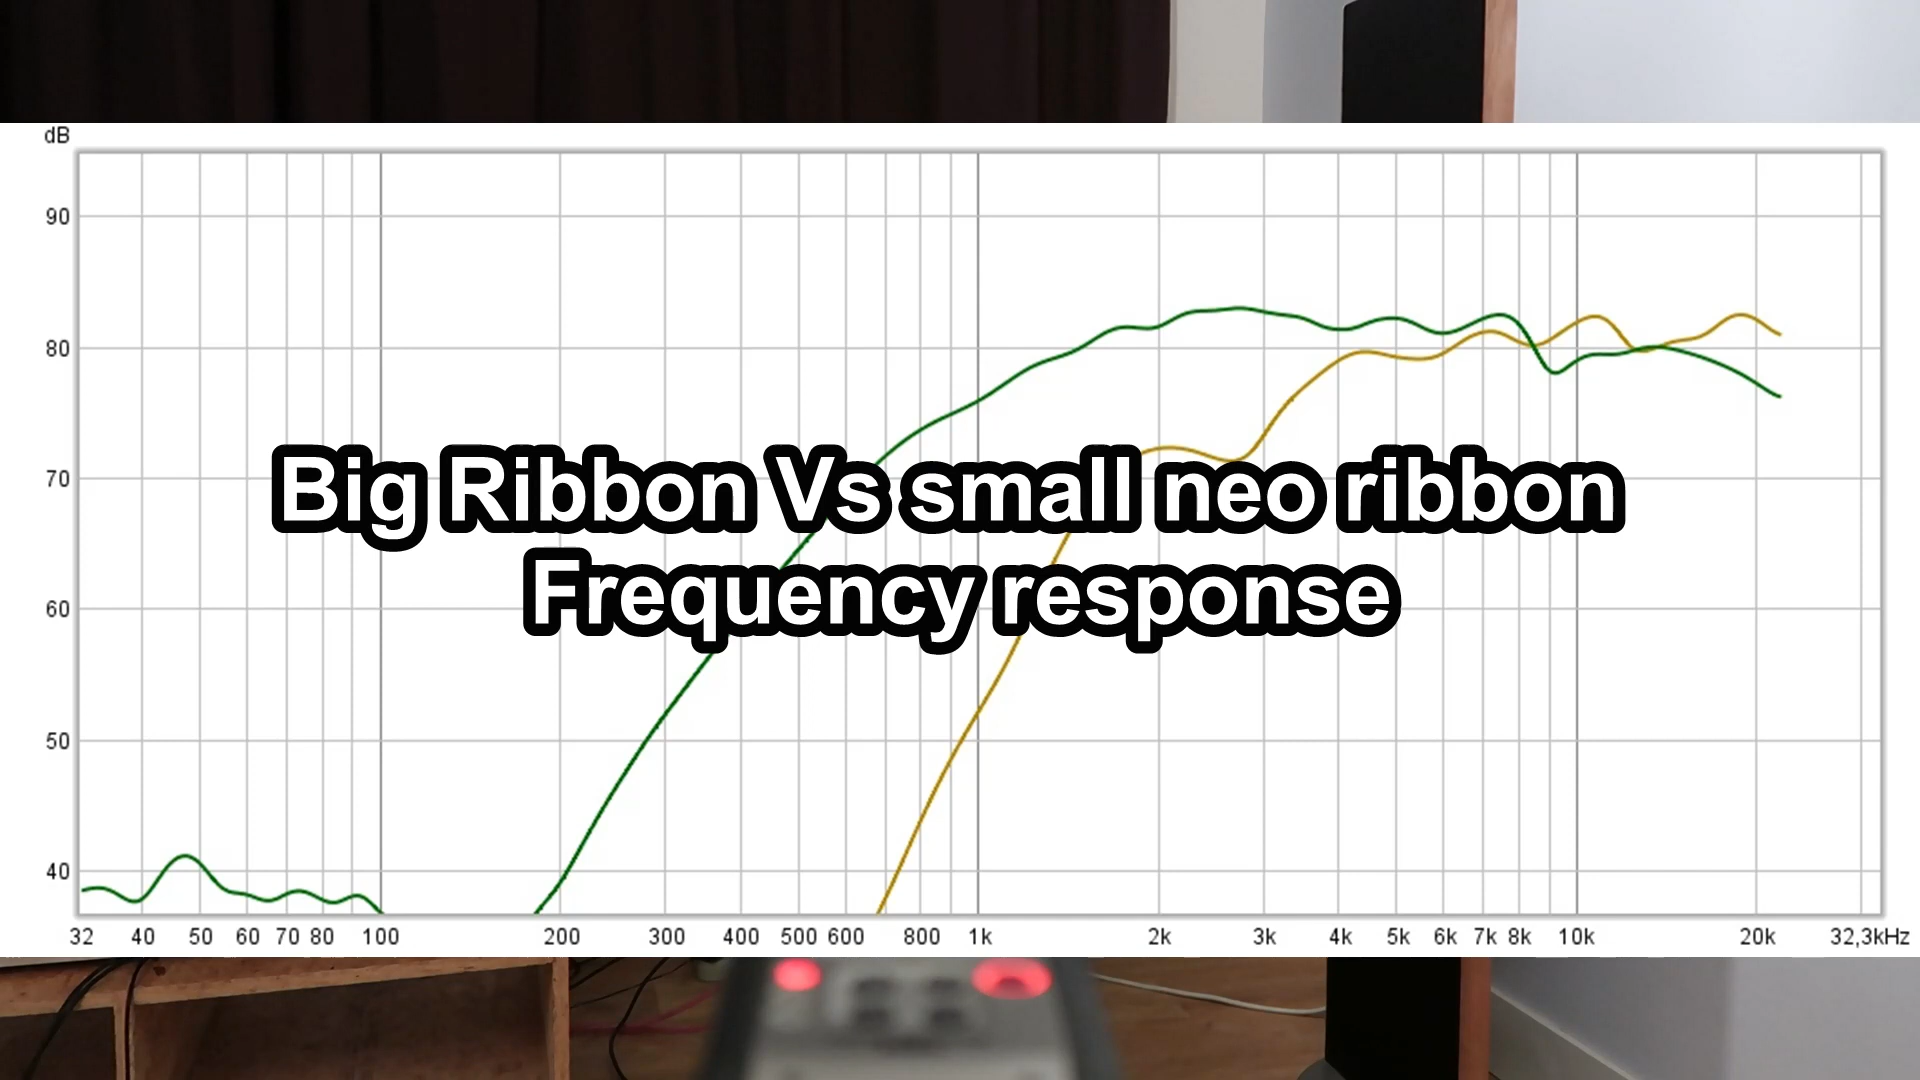 dB
90
80
70
60
50
40
Big Ribbon Vs small neo ribbon
Frequency response
32 40 50 60 70 80 100 200 300 400 500 600 800 1k 2k 3k 4k 5k 6k 7k 8k 10k 20k 32,3kHz